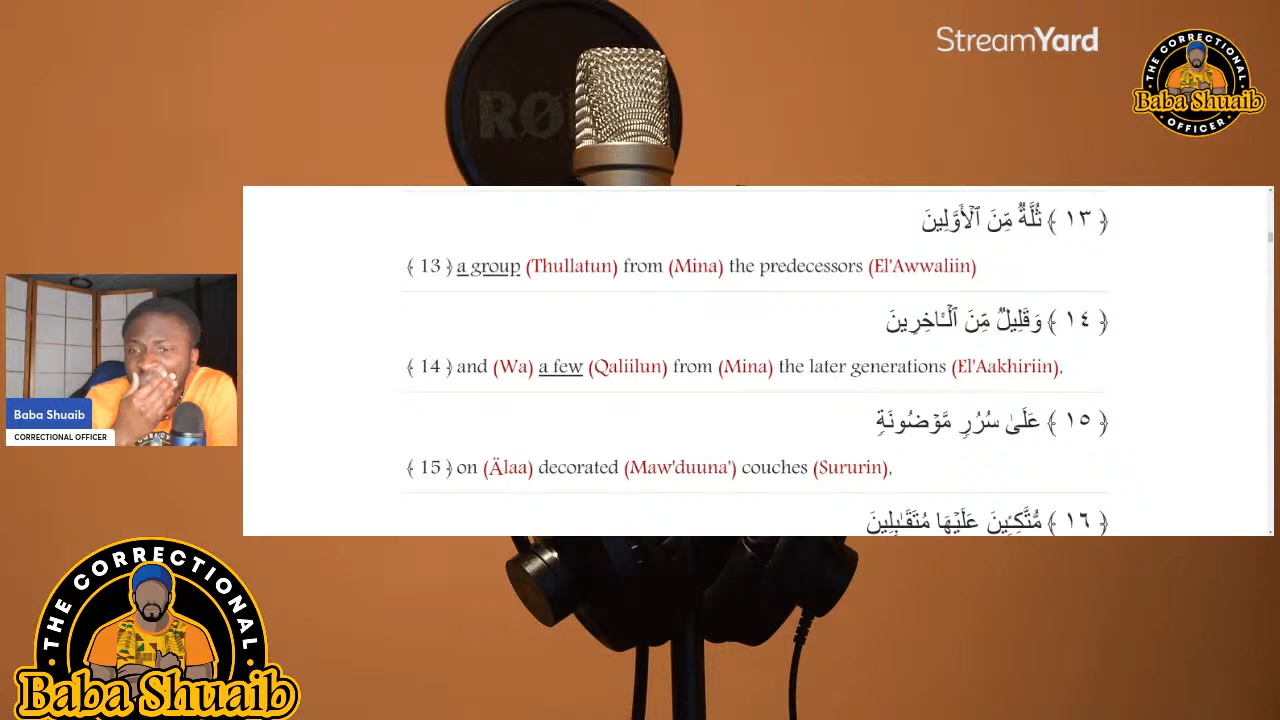 StreamYard
THE CORRECTIONAL
Baba Shuaib
OFFICER
RØ
﴿ ١٣ ﴾ ثُلَّةٌ مِّنَ ٱلْأَوَّلِينَ
﴾ 13 ﴿ a group (Thullatun) from (Mina) the predecessors (El'Awwaliin)
﴿ ١٤ ﴾ وَقَلِيلٌ مِّنَ ٱلْـَٔاخِرِينَ
﴾ 14 ﴿ and (Wa) a few (Qaliilun) from (Mina) the later generations (El'Aakhiriin),
﴿ ١٥ ﴾ عَلَىٰ سُرُرٍ مَّوْضُونَةٍ
﴾ 15 ﴿ on (Älaa) decorated (Maw'duuna') couches (Sururin),
﴿ ١٦ ﴾ مُّتَّكِـِٔينَ عَلَيْهَا مُتَقَـٰبِلِينَ
Baba Shuaib
CORRECTIONAL OFFICER
THE CORRECTIONAL
Baba Shuaib